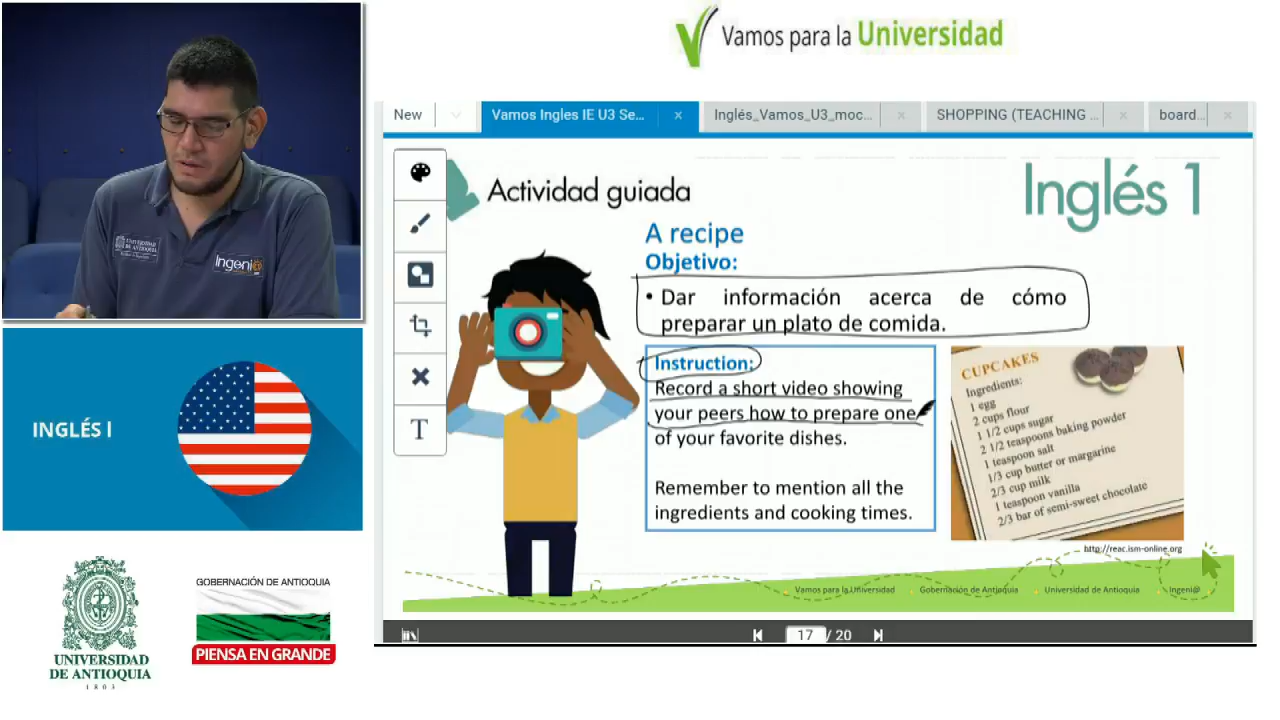 Vamos para la Universidad
New
Vamos Ingles IE U3 Se...
Inglés_Vamos_U3_moc...
SHOPPING (TEACHING ...
board...
Actividad guiada
Inglés 1
A recipe
Objetivo:
• Dar información acerca de cómo
preparar un plato de comida.
Instruction:
Record a short video showing
your peers how to prepare one
of your favorite dishes.
Remember to mention all the
ingredients and cooking times.
CUPCAKES
Ingredients:
1 egg
2 cups flour
1 1/2 cups sugar
2 1/2 teaspoons baking powder
1 teaspoon salt
1/3 cup butter or margarine
2/3 cup milk
1 teaspoon vanilla
2/3 bar of semi-sweet chocolate
http://reac.ism-online.org
Vamos para la Universidad
Gobernación de Antioquia
Universidad de Antioquia
Ingeni@
17 / 20
UNIVERSIDAD
DE ANTIOQUIA
Ingeni@
INGLÉS I
UNIVERSIDAD
DE ANTIOQUIA
1803
GOBERNACIÓN DE ANTIOQUIA
PIENSA EN GRANDE
T